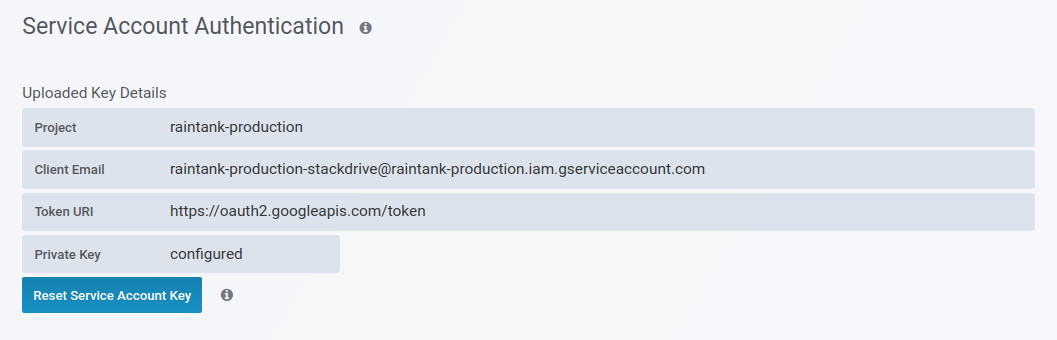 Service Account Authentication
Uploaded Key Details
Project raintank-production
Client Email raintank-production-stackdrive@raintank-production.iam.gserviceaccount.com
Token URI https://oauth2.googleapis.com/token
Private Key configured
Reset Service Account Key